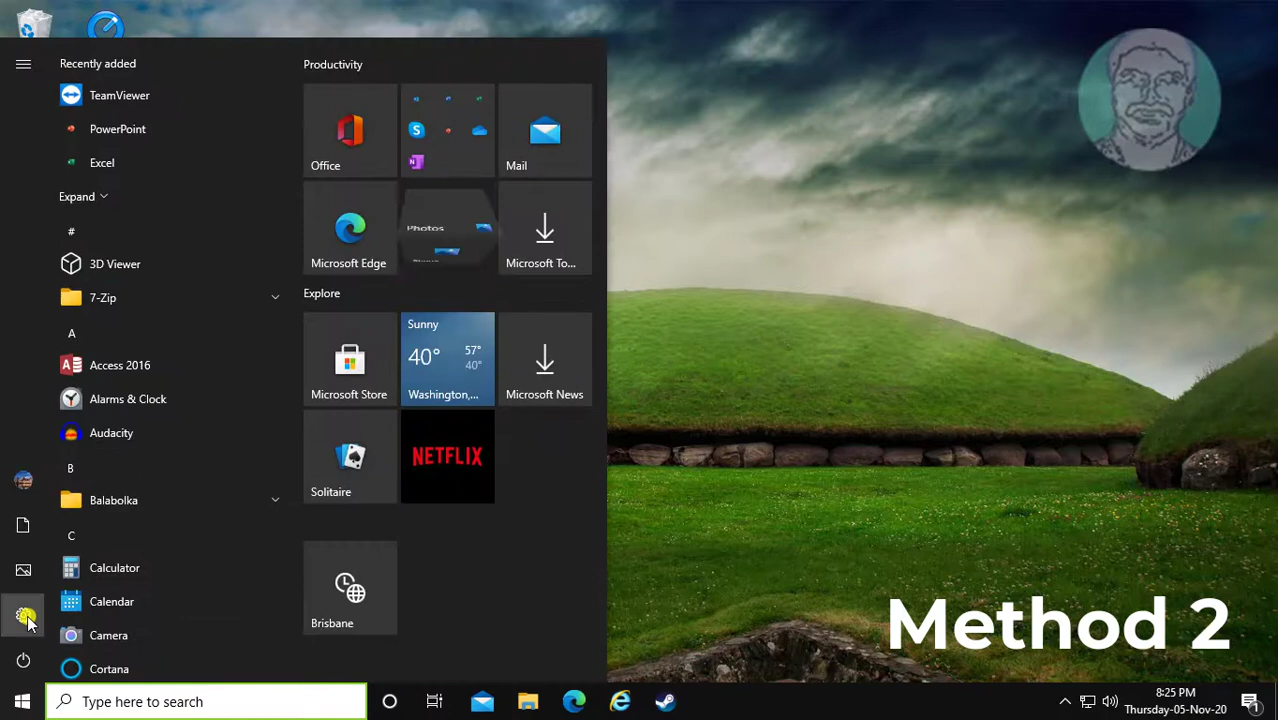 Recently added
TeamViewer
PowerPoint
Excel
Expand
#
3D Viewer
7-Zip
A
Access 2016
Alarms & Clock
Audacity
B
Balabolka
C
Calculator
Calendar
Camera
Cortana
Productivity
Office
Mail
Microsoft Edge
Photos
Microsoft To...
Explore
Microsoft Store
Sunny
40° 57°
40°
Washington,...
Microsoft News
Solitaire
NETFLIX
Brisbane
Method 2
Type here to search
8:25 PM
Thursday-05-Nov-20
1